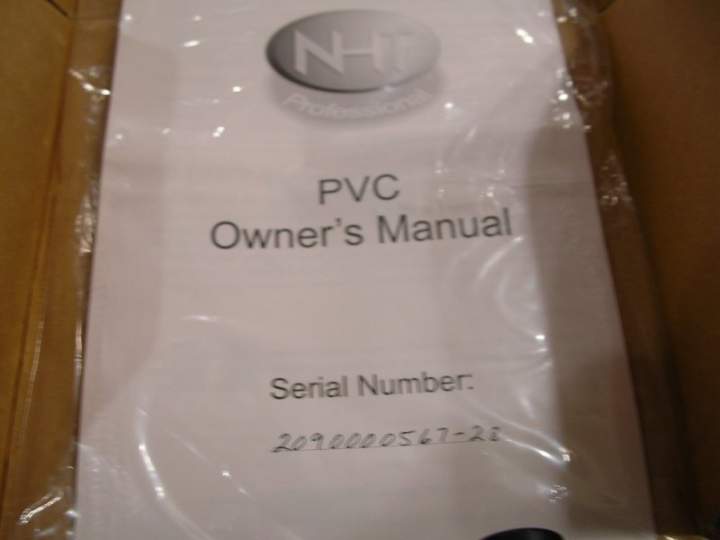 NHT
Professional
PVC
Owner's Manual
Serial Number:
2090000567-28